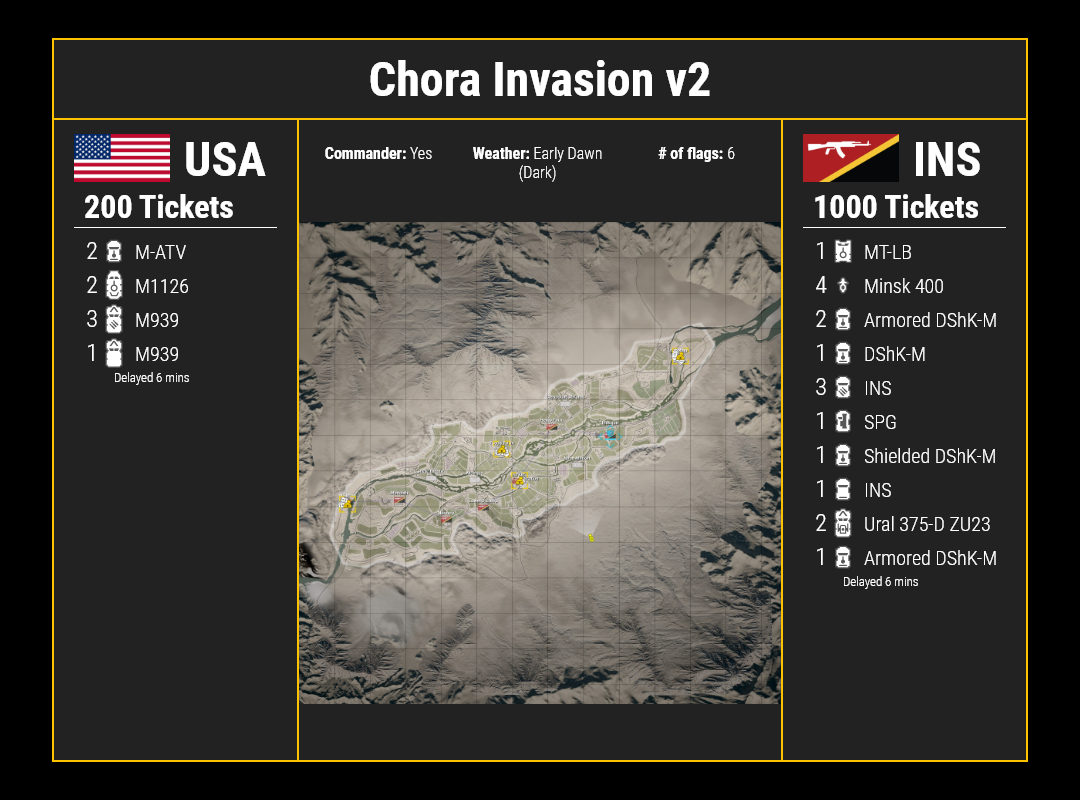 Chora Invasion v2
USA
200 Tickets
2 M-ATV
2 M1126
3 M939
1 M939
Delayed 6 mins
Commander: Yes
Weather: Early Dawn
(Dark)
# of flags: 6
INS
1000 Tickets
1 MT-LB
4 Minsk 400
2 Armored DShK-M
1 DShK-M
3 INS
1 SPG
1 Shielded DShK-M
1 INS
2 Ural 375-D ZU23
1 Armored DShK-M
Delayed 6 mins